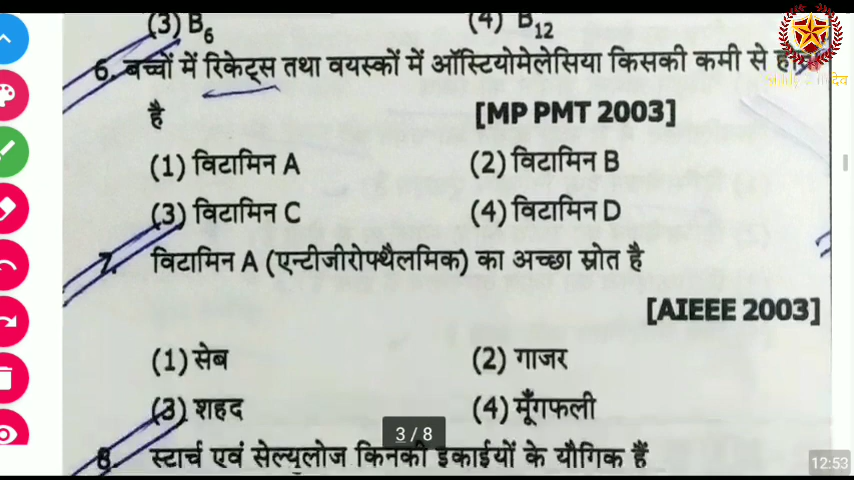 (3) B6 (4) B12
6. बच्चों में रिकेट्स तथा वयस्कों में ऑस्टियोमेलेसिया किसकी कमी से
है [MP PMT 2003]
(1) विटामिन A (2) विटामिन B
(3) विटामिन C (4) विटामिन D
7. विटामिन A (एन्टीजीरोफ्थैलमिक) का अच्छा स्रोत है
[AIEEE 2003]
(1) सेब (2) गाजर
(3) शहद (4) मूँगफली
3 / 8
8. स्टार्च एवं सेल्यूलोज किनकी इकाईयों के यौगिक हैं
12:53